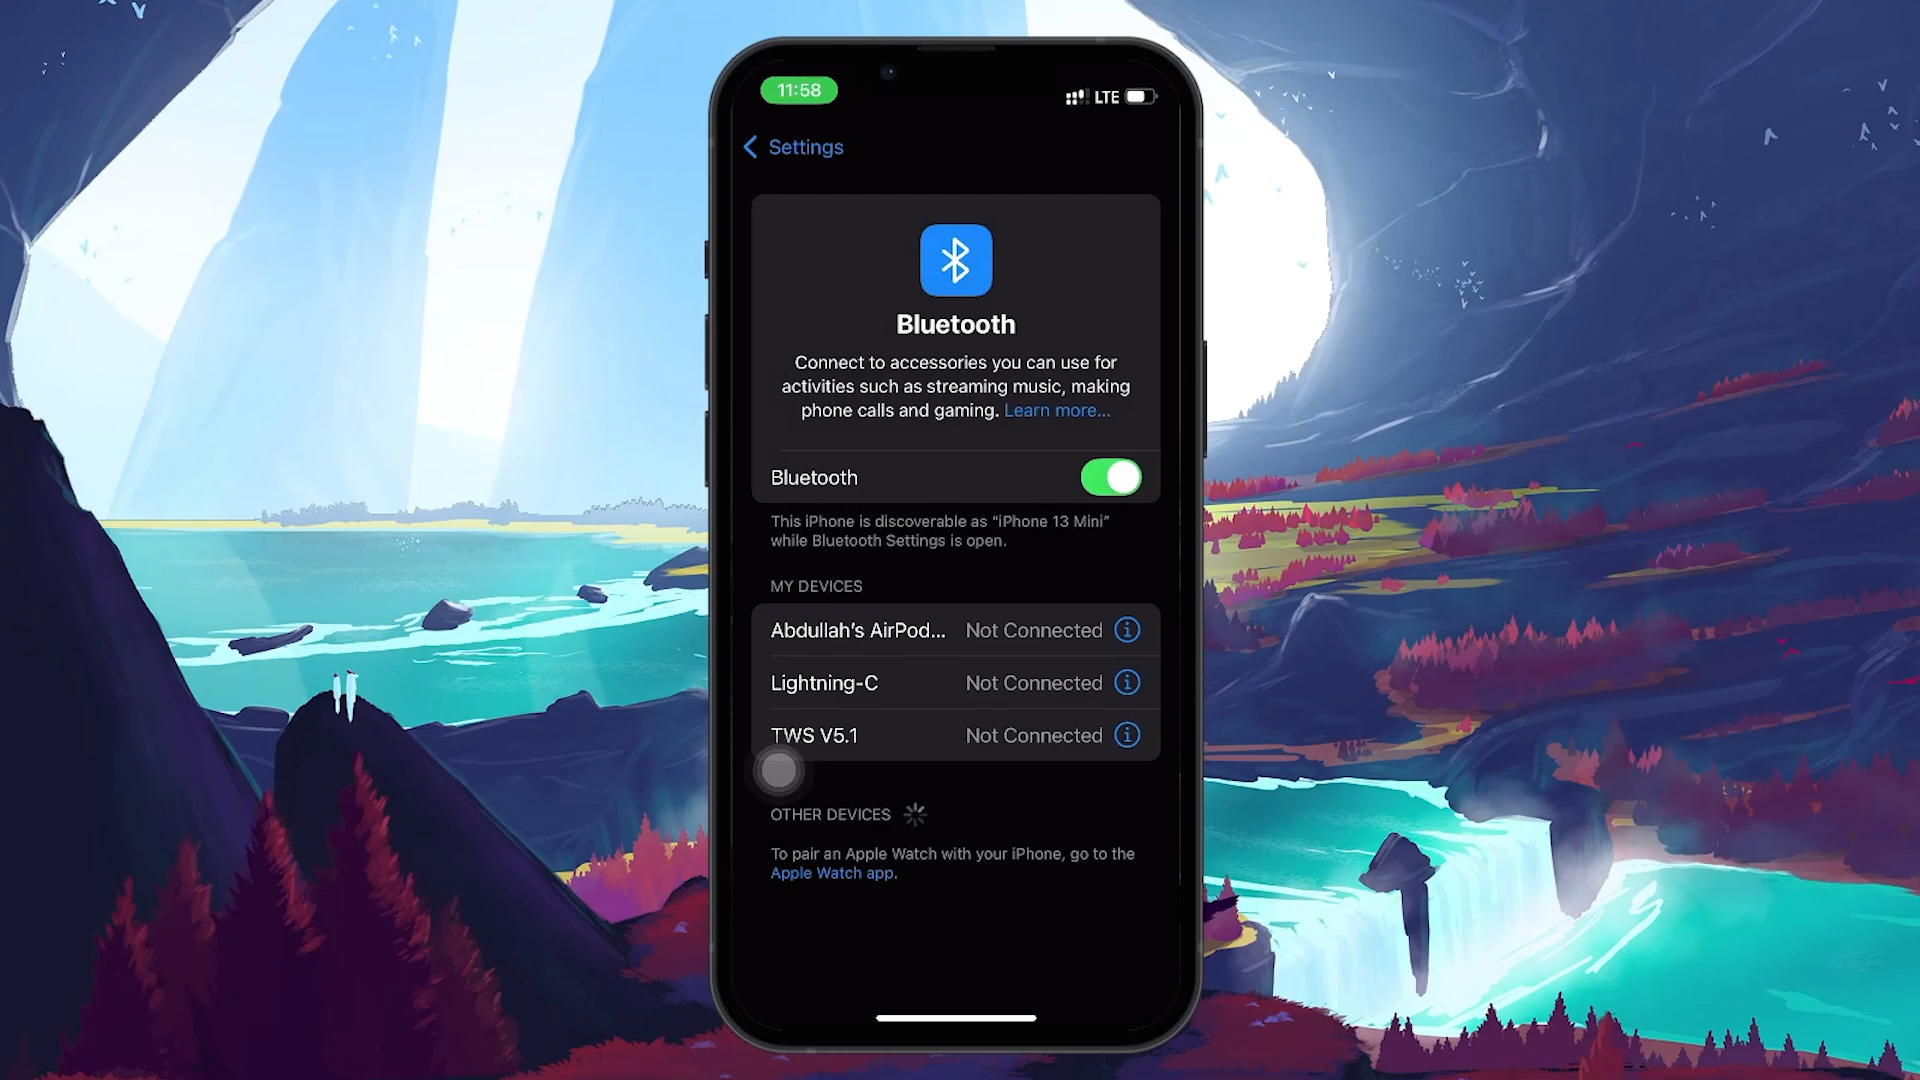 11:58
LTE
Settings
Bluetooth
Connect to accessories you can use for
activities such as streaming music, making
phone calls and gaming. Learn more...
Bluetooth
This iPhone is discoverable as “iPhone 13 Mini”
while Bluetooth Settings is open.
MY DEVICES
Abdullah’s AirPod... Not Connected
Lightning-C Not Connected
TWS V5.1 Not Connected
OTHER DEVICES
To pair an Apple Watch with your iPhone, go to the
Apple Watch app.